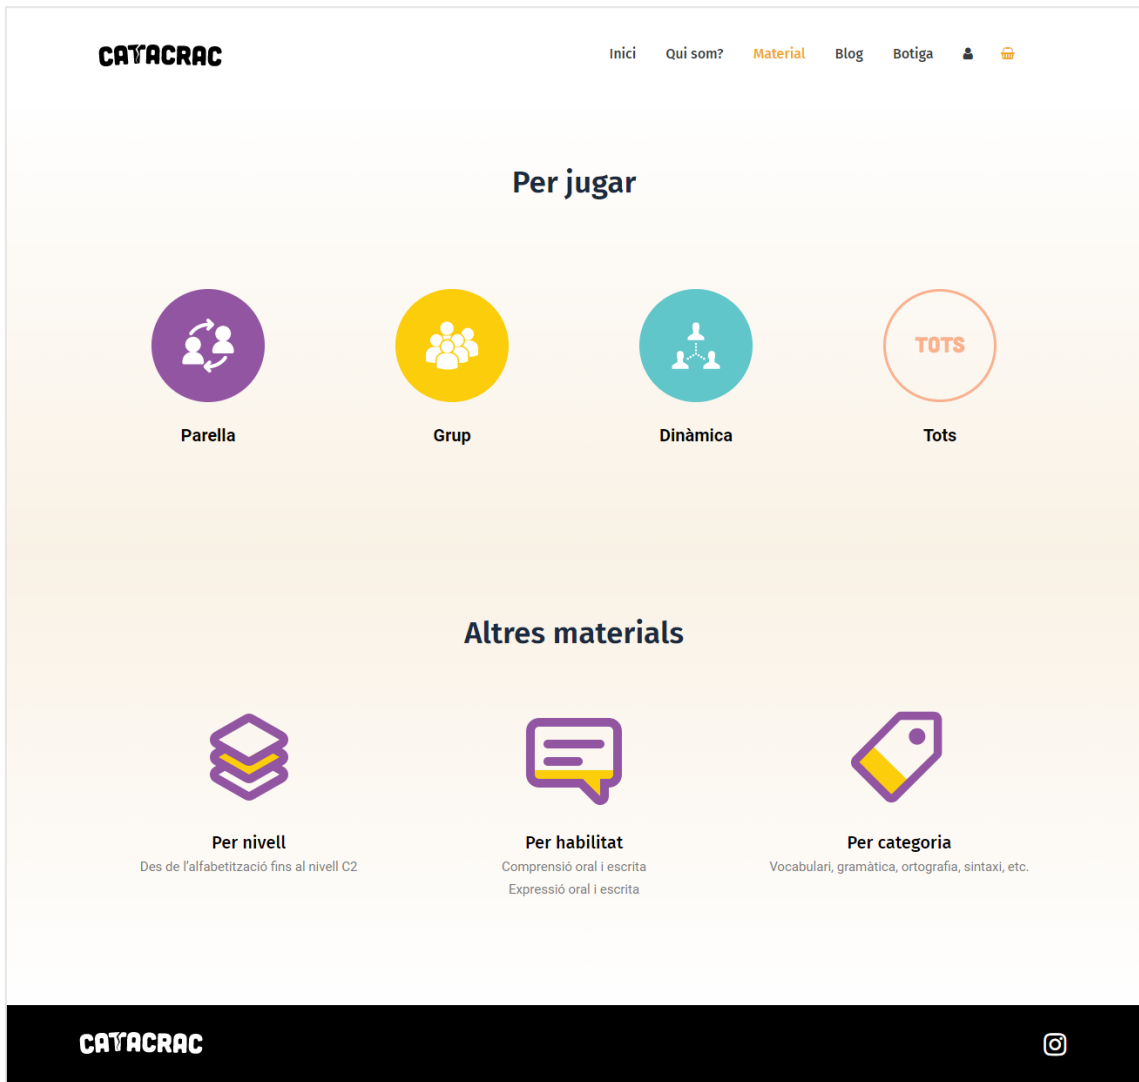 CATACRAC
Inici Qui som? Material Blog Botiga
Per jugar
TOTS
Parella Grup Dinàmica Tots
Altres materials
Per nivell Per habilitat Per categoria
Des de l'alfabetització fins al nivell C2 Comprensió oral i escrita Vocabulari, gramàtica, ortografia, sintaxi, etc.
Expressió oral i escrita
CATACRAC